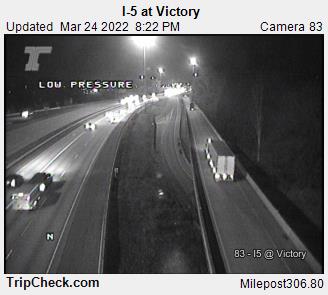 I-5 at Victory
Updated Mar 24 2022 8:22 PM Camera 83
T
LOW PRESSURE
N
83 - I5 @ Victory
TripCheck.com Milepost306.80